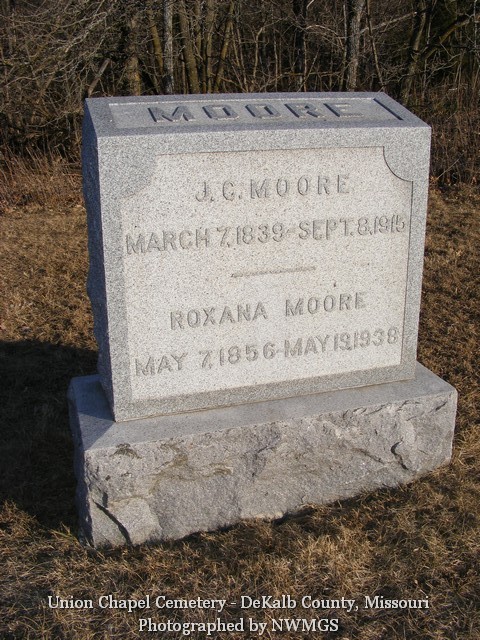 MOORE
J.C. MOORE
MARCH 7, 1839 - SEPT. 8, 1915
ROXANA MOORE
MAY 7, 1856 - MAY 19, 1938
Union Chapel Cemetery - DeKalb County, Missouri
Photographed by NWMGS